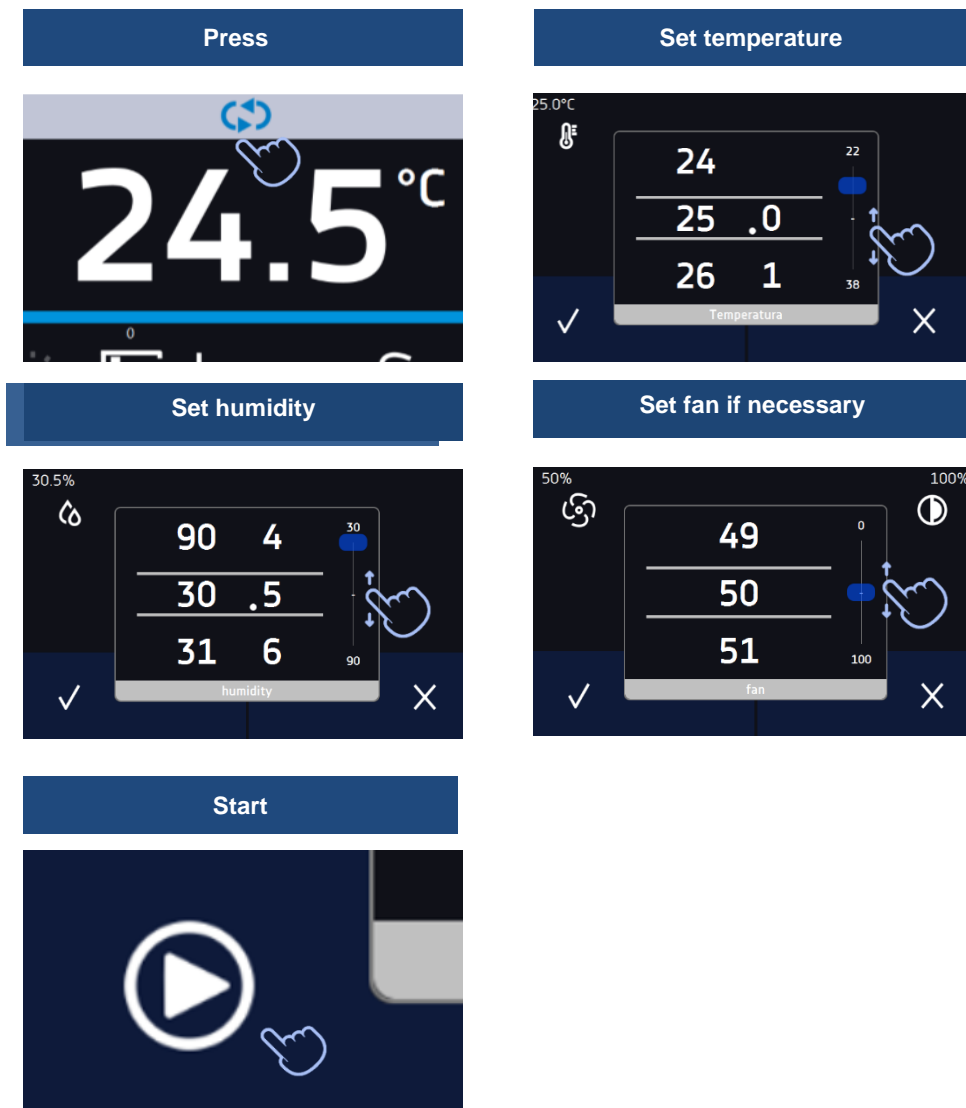 Press
24.5°C
0
Set temperature
25.0°C
24
22
25 .0
26 1
38
Temperatura
Set humidity
30.5%
90 4
30
30 .5
31 6
90
humidity
Set fan if necessary
50%
100%
49
0
50
51
100
fan
Start